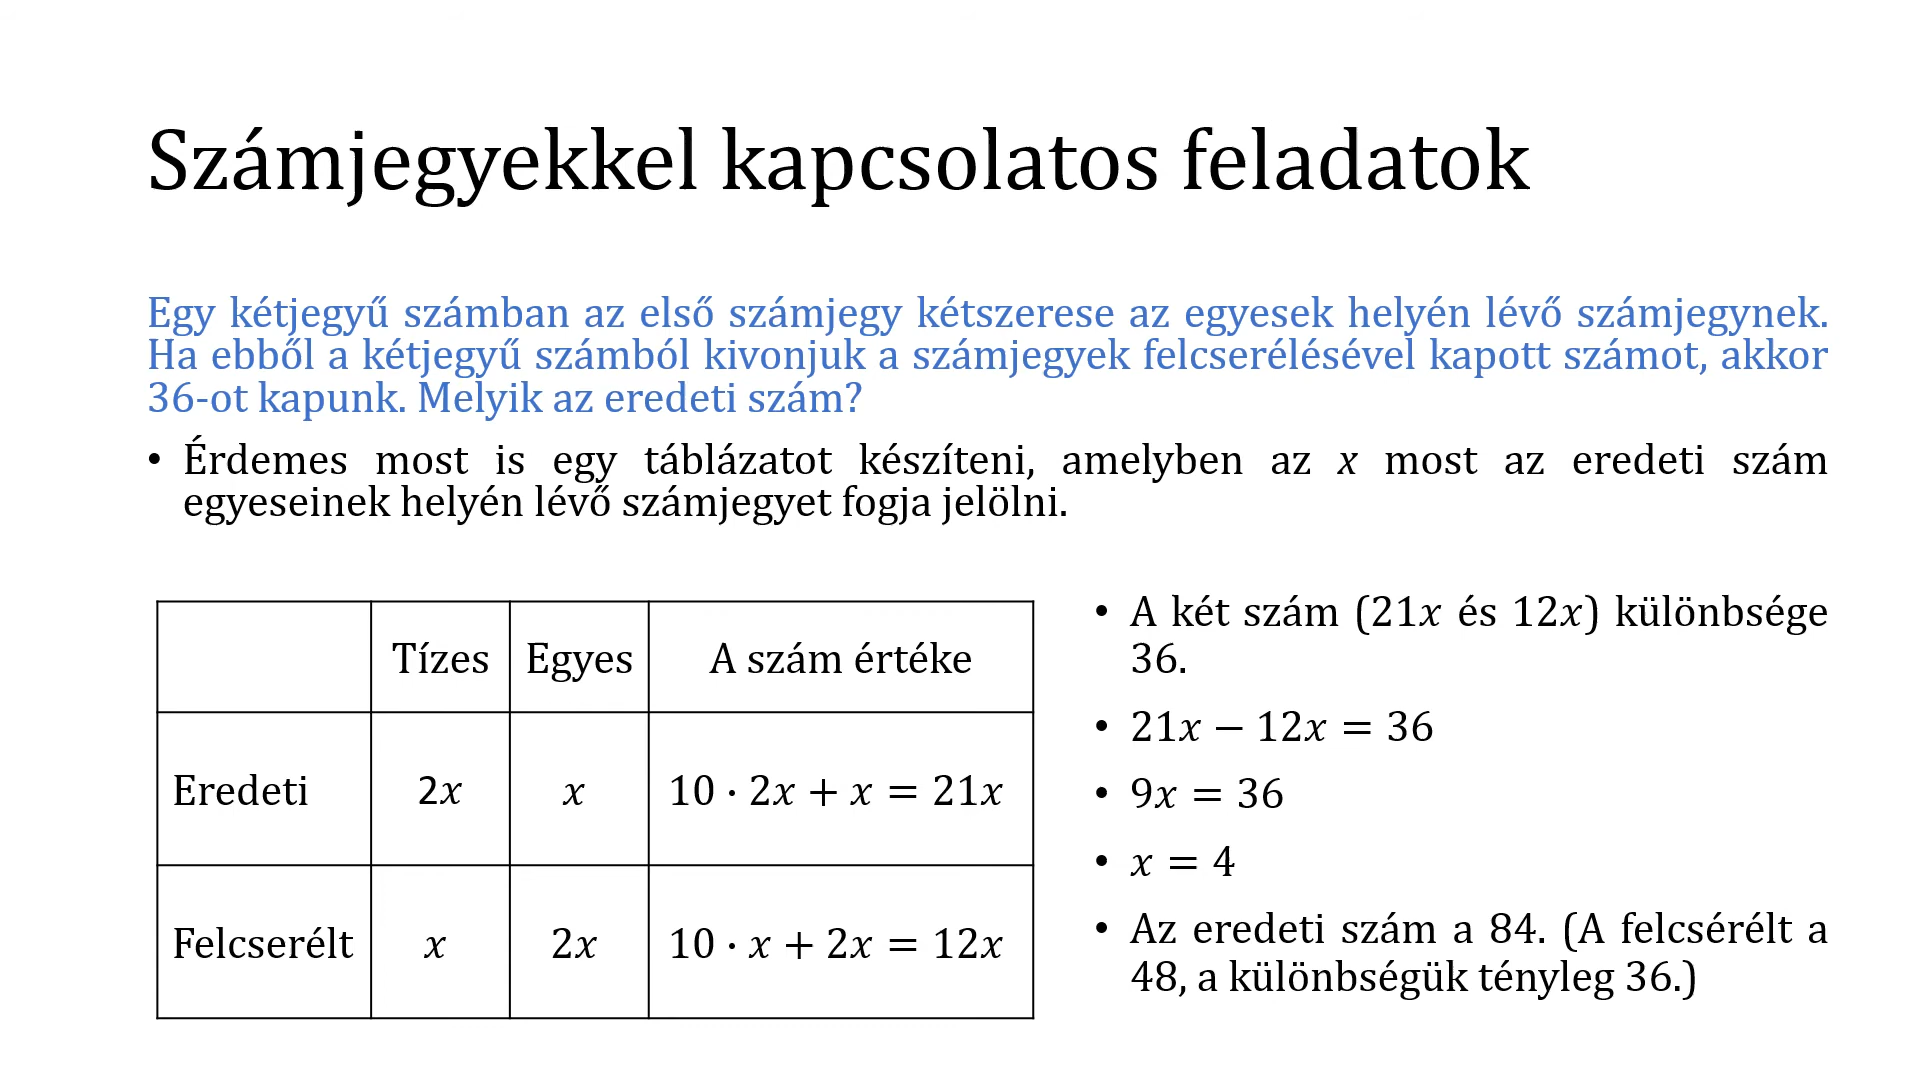 Számjegyekkel kapcsolatos feladatok
Egy kétjegyű számban az első számjegy kétszerese az egyesek helyén lévő számjegynek.
Ha ebből a kétjegyű számból kivonjuk a számjegyek felcserélésével kapott számot, akkor
36-ot kapunk. Melyik az eredeti szám?
• Érdemes most is egy táblázatot készíteni, amelyben az x most az eredeti szám
egyeseinek helyén lévő számjegyet fogja jelölni.
Tízes Egyes A szám értéke
Eredeti 2x x 10 · 2x + x = 21x
Felcserélt x 2x 10 · x + 2x = 12x
• A két szám (21x és 12x) különbsége
36.
• 21x − 12x = 36
• 9x = 36
• x = 4
• Az eredeti szám a 84. (A felcsérélt a
48, a különbségük tényleg 36.)